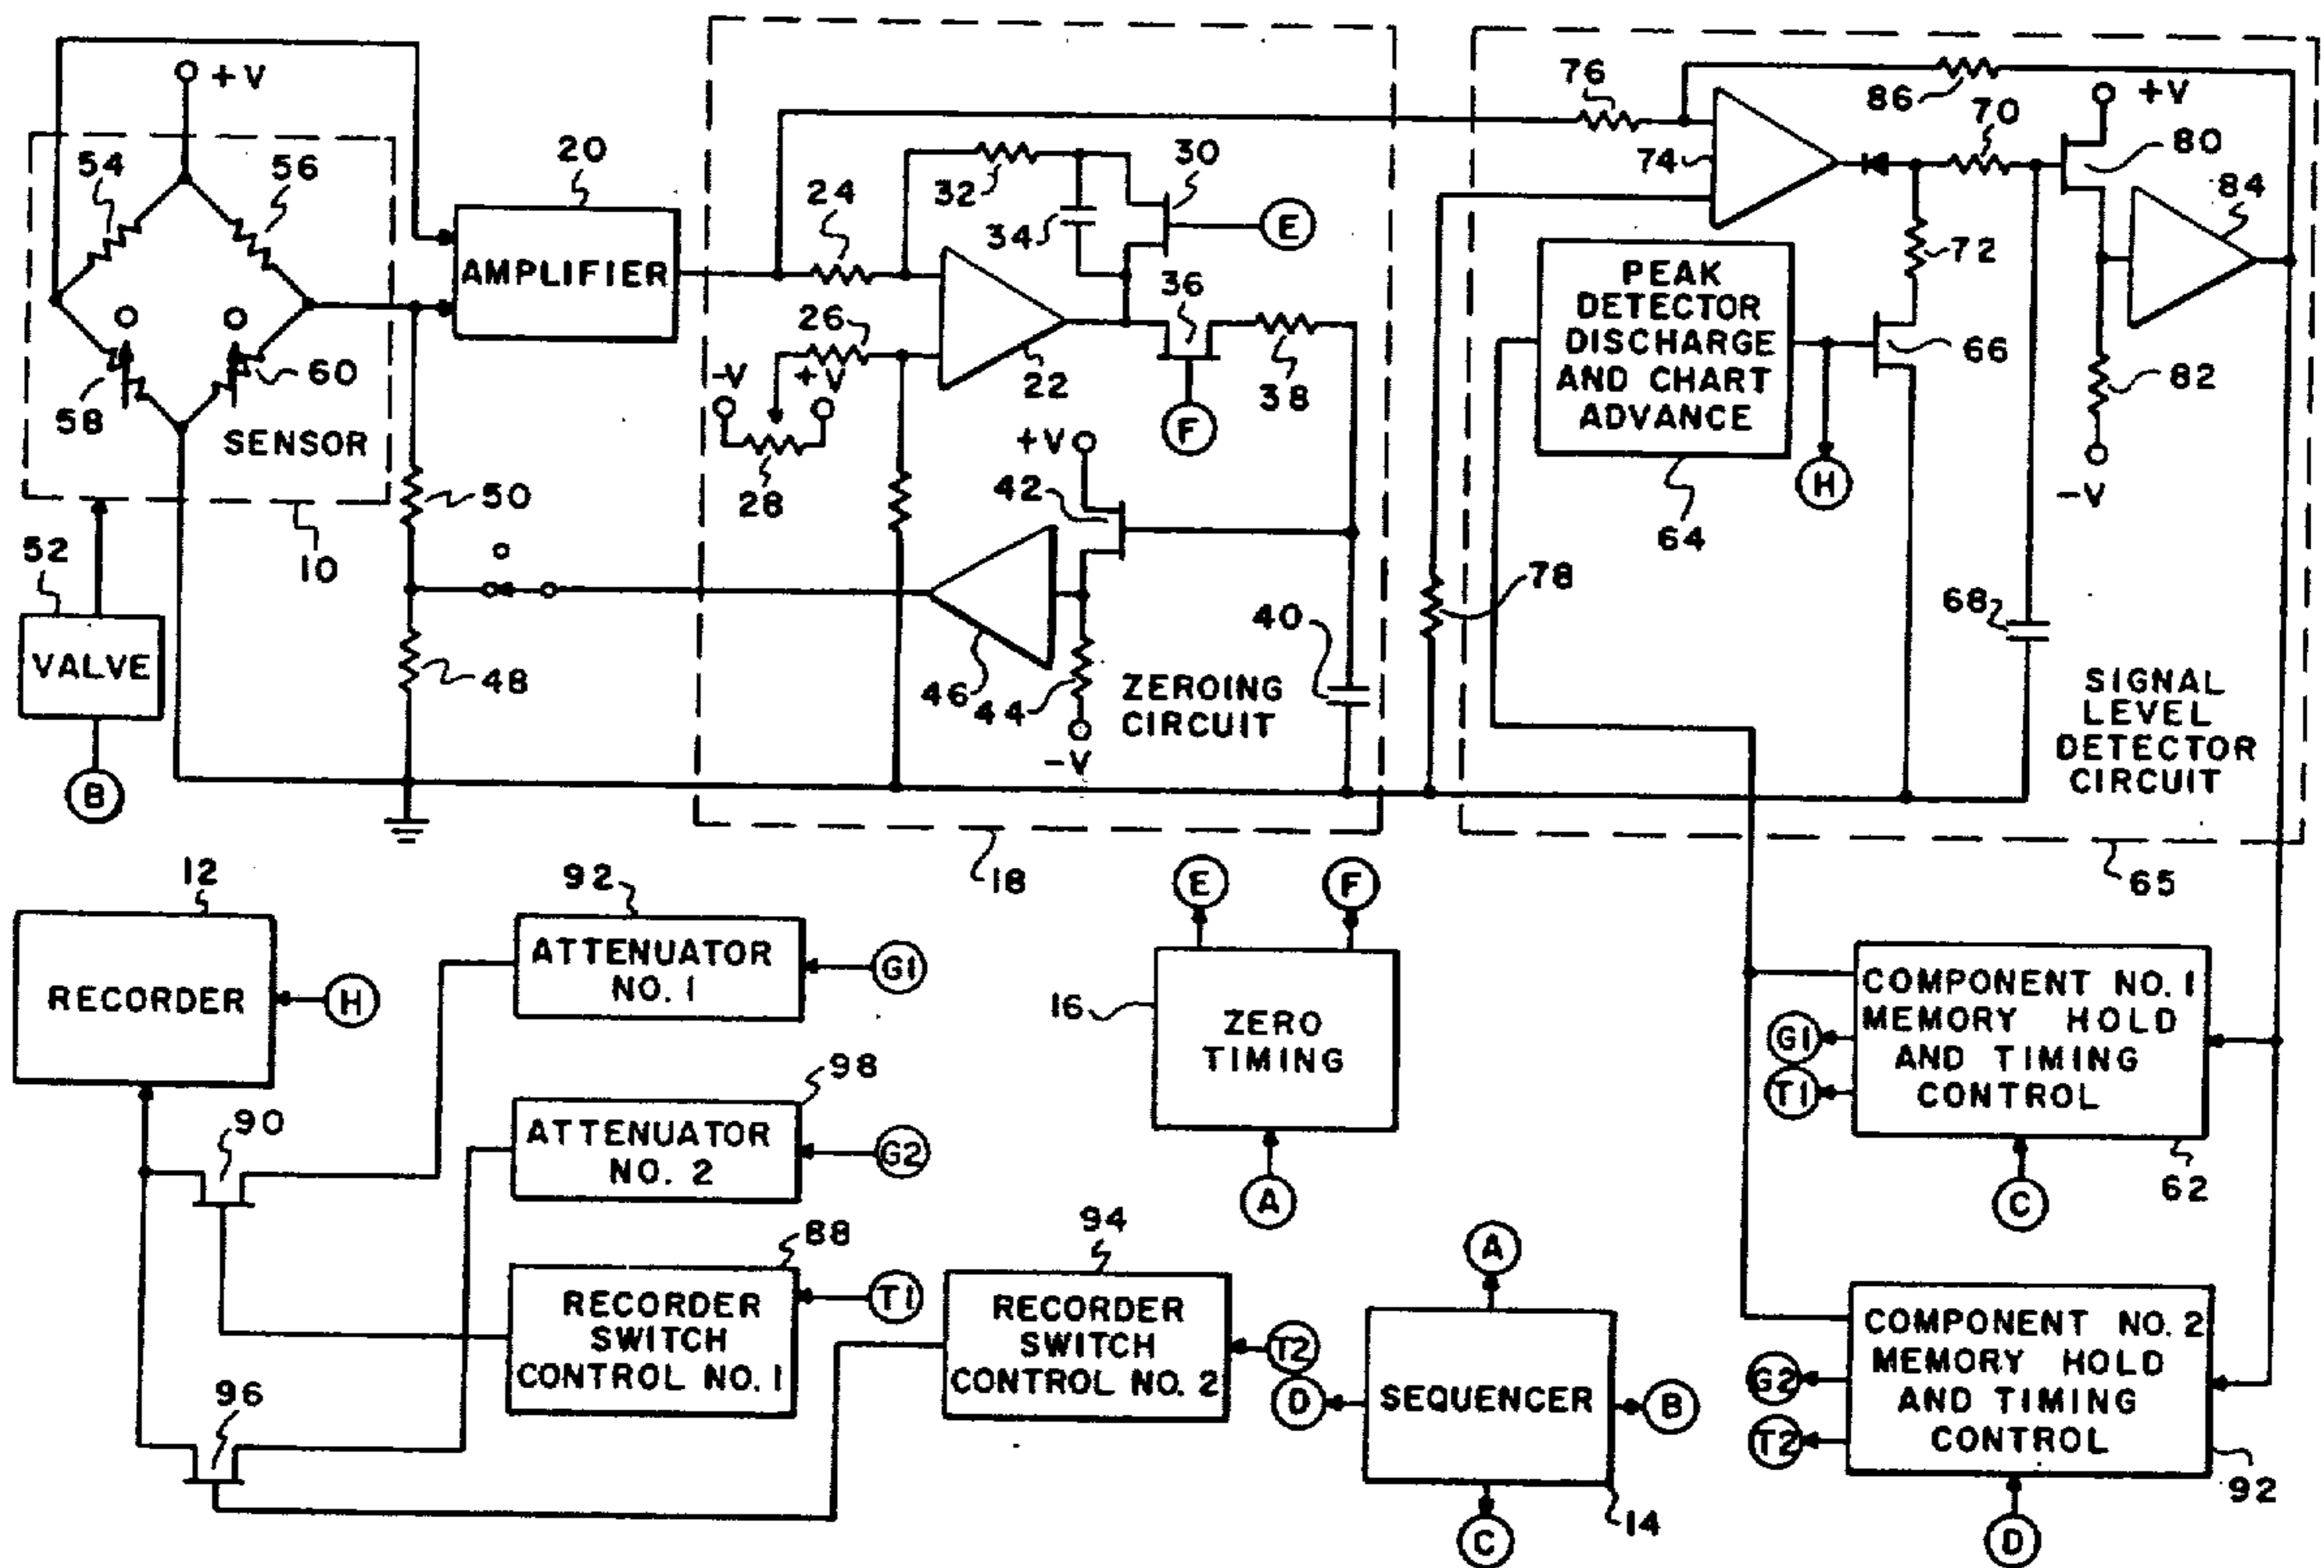 +V
54
56
20
24
AMPLIFIER
58
60
SENSOR
10
52
VALVE
B
50
48
32
34
30
E
26
-V
+V
28
22
36
F
38
+V
42
46
44
-V
40
ZEROING
CIRCUIT
18
76
86
74
70
+V
80
84
72
PEAK
DETECTOR
DISCHARGE
AND CHART
ADVANCE
64
H
66
82
-V
78
68
SIGNAL
LEVEL
DETECTOR
CIRCUIT
65
12
RECORDER
H
92
ATTENUATOR
NO. 1
G1
98
ATTENUATOR
NO. 2
G2
90
96
88
RECORDER
SWITCH
CONTROL NO. 1
T1
94
RECORDER
SWITCH
CONTROL NO. 2
T2
E
F
16
ZERO
TIMING
A
A
D
SEQUENCER
B
C
14
COMPONENT NO. 1
MEMORY HOLD
AND TIMING
CONTROL
G1
T1
C
62
COMPONENT NO. 2
MEMORY HOLD
AND TIMING
CONTROL
G2
T2
D
92